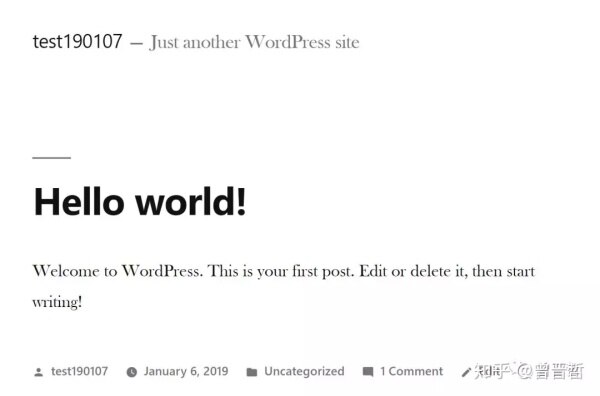 test190107 — Just another WordPress site
Hello world!
Welcome to WordPress. This is your first post. Edit or delete it, then start
writing!
test190107 January 6, 2019 Uncategorized 1 Comment Edit
知乎 @曾晋哲